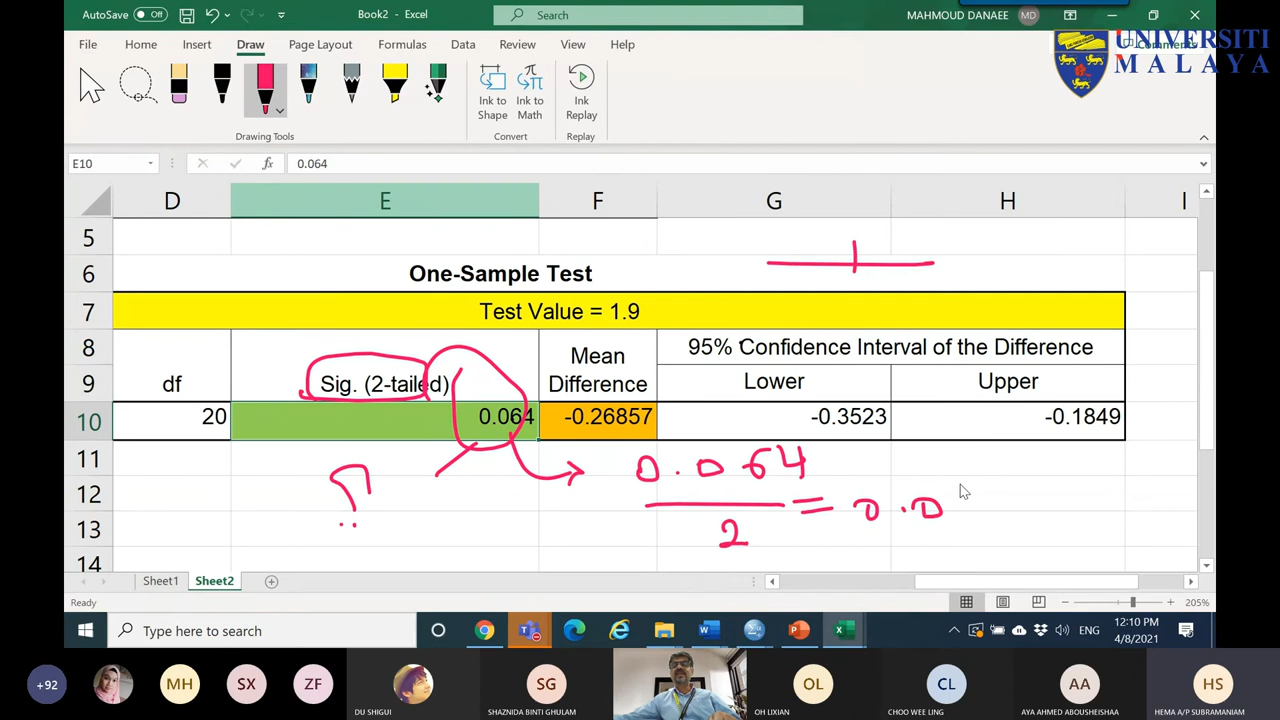 AutoSave Off Book2 - Excel Search MAHMOUD DANAEE MD
File Home Insert Draw Page Layout Formulas Data Review View Help Comments
UNIVERSITI
MALAYA
Ink to Shape
Ink to Math
Ink Replay
Drawing Tools Convert Replay
E10 fx 0.064
D E F G H I
5
6 One-Sample Test
7 Test Value = 1.9
8 95% Confidence Interval of the Difference
9 df Sig. (2-tailed) Mean Difference Lower Upper
10 20 0.064 -0.26857 -0.3523 -0.1849
11
12
13
14
?
0.064
2
= 0.0
Sheet1 Sheet2
Ready 205%
Type here to search ENG 12:10 PM
4/8/2021
+92 MH SX ZF SG OL CL AA HS
DU SHIGUI SHAZNIDA BINTI GHULAM OH LIXIAN CHOO WEE LING AYA AHMED ABOUSHEISHAA HEMA A/P SUBRAMANIAM